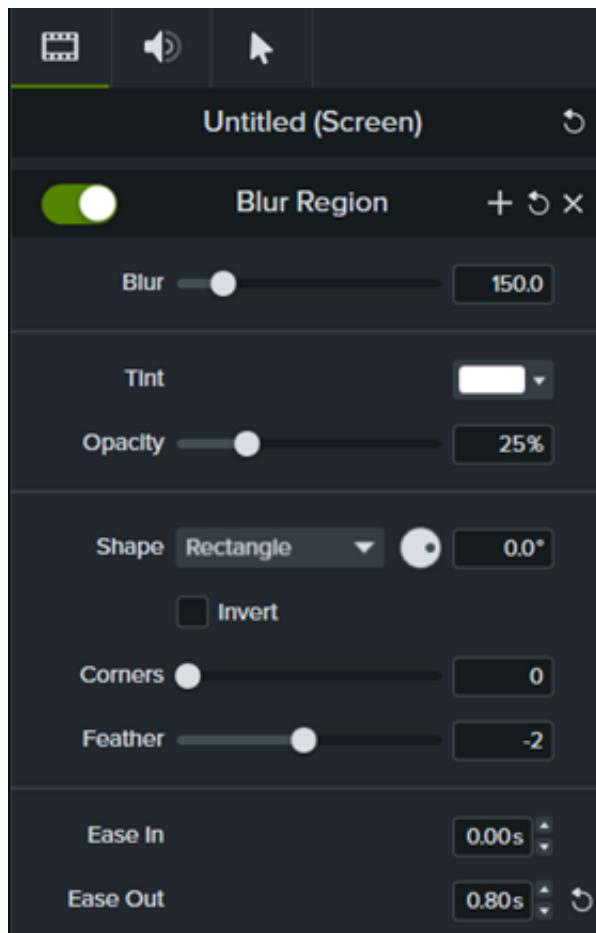 Untitled (Screen)
Blur Region
Blur 150.0
Tint
Opacity 25%
Shape Rectangle 0.0°
Invert
Corners 0
Feather -2
Ease In 0.00s
Ease Out 0.80s